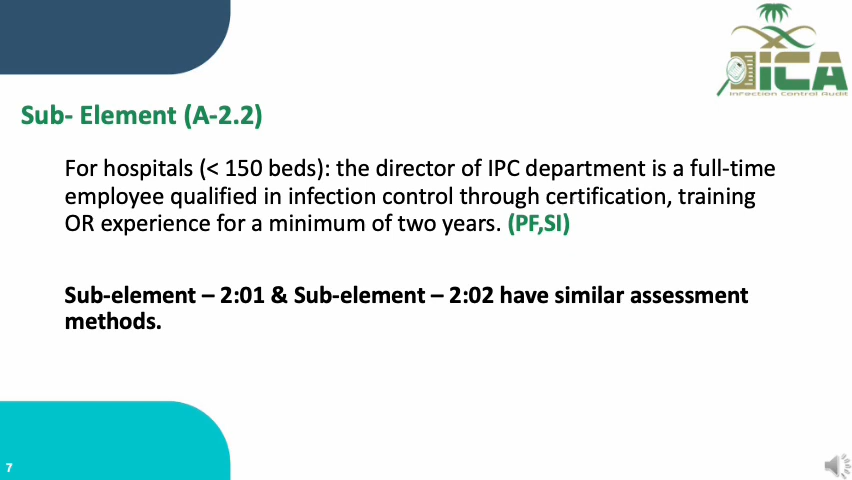 iCA
Infection Control Audit
Sub- Element (A-2.2)
For hospitals (< 150 beds): the director of IPC department is a full-time
employee qualified in infection control through certification, training
OR experience for a minimum of two years. (PF,SI)
Sub-element – 2:01 & Sub-element – 2:02 have similar assessment
methods.
7